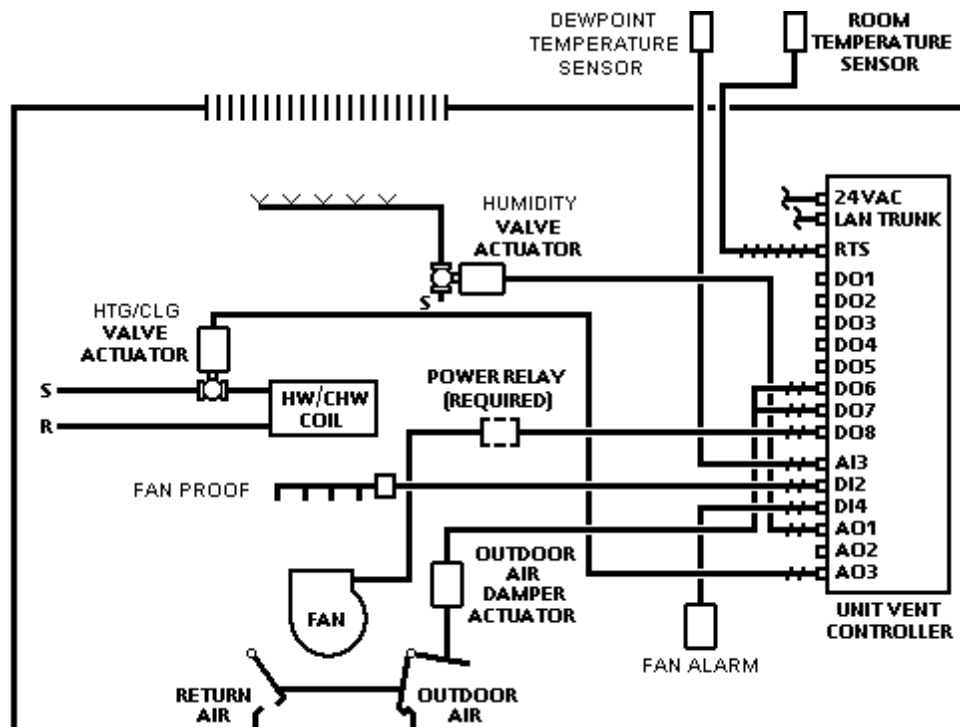 DEWPOINT
TEMPERATURE
SENSOR
ROOM
TEMPERATURE
SENSOR
24VAC
LAN TRUNK
RTS
DO1
DO2
DO3
DO4
DO5
DO6
DO7
DO8
AI3
DI2
DI4
AO1
AO2
AO3
UNIT VENT
CONTROLLER
HUMIDITY
VALVE
ACTUATOR
S
HTG/CLG
VALVE
ACTUATOR
S
R
HW/CHW
COIL
POWER RELAY
(REQUIRED)
FAN PROOF
FAN
OUTDOOR
AIR
DAMPER
ACTUATOR
FAN ALARM
RETURN
AIR
OUTDOOR
AIR